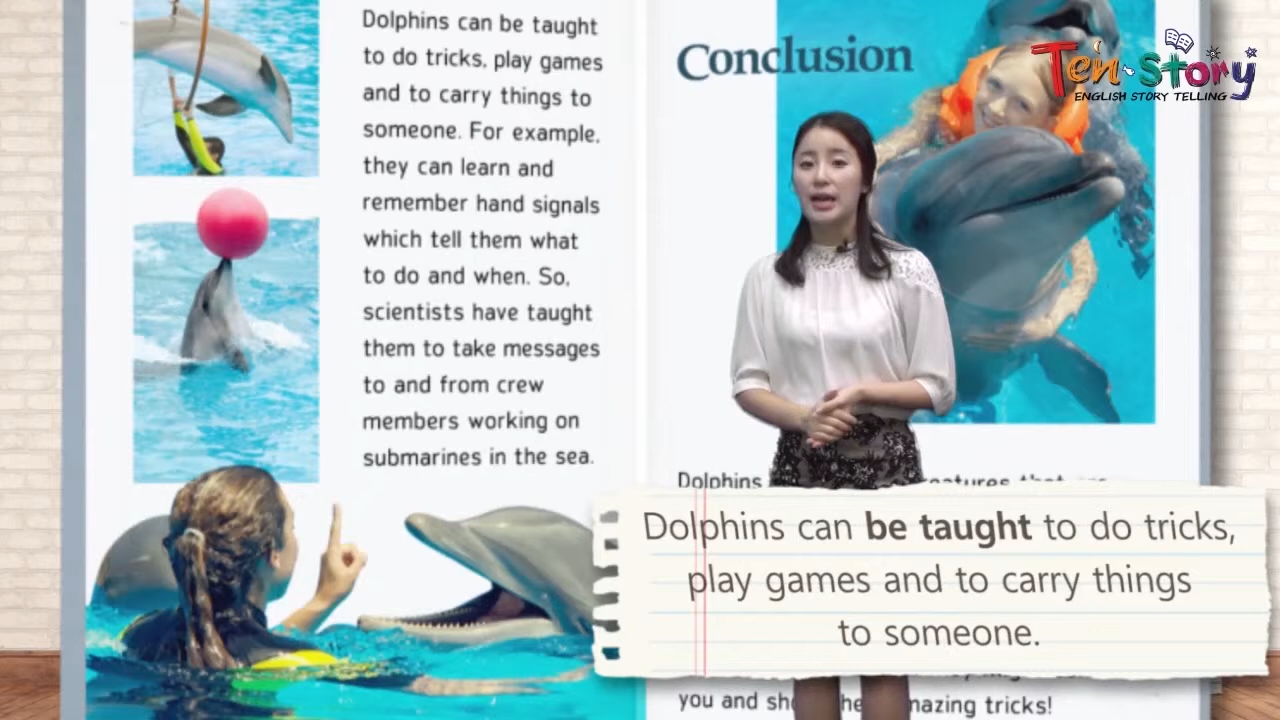 Dolphins can be taught
to do tricks, play games
and to carry things to
someone. For example,
they can learn and
remember hand signals
which tell them what
to do and when. So,
scientists have taught
them to take messages
to and from crew
members working on
submarines in the sea.
Conclusion
Ten-Story
ENGLISH STORY TELLING
Dolphins
Dolphins can be taught to do tricks,
play games and to carry things
to someone.
you and
tricks!